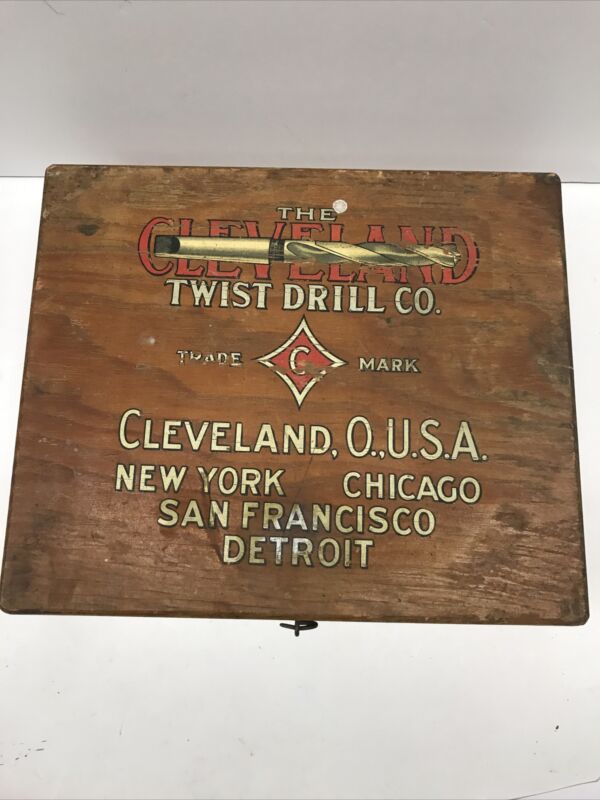 THE
CLEVELAND
TWIST DRILL CO.
TRADE C MARK
CLEVELAND, O., U.S.A.
NEW YORK CHICAGO
SAN FRANCISCO
DETROIT